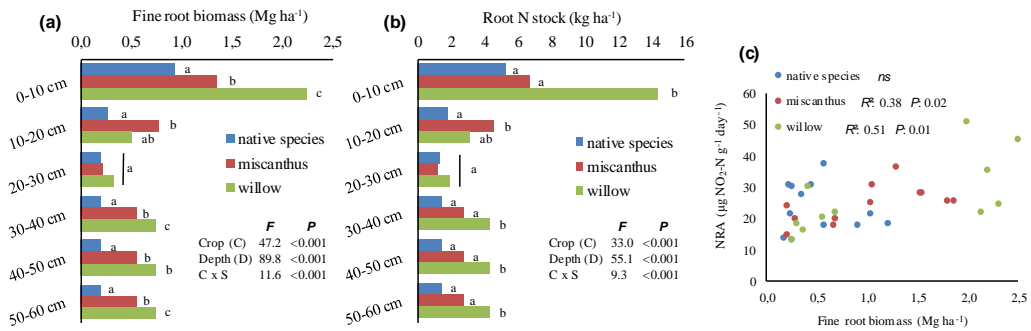 (a)
Fine root biomass (Mg ha⁻¹)
0,0 0,5 1,0 1,5 2,0 2,5
0-10 cm
a
b
c
10-20 cm
a
b
ab
20-30 cm
a
30-40 cm
a
b
c
40-50 cm
a
b
b
50-60 cm
a
b
c
native species
miscanthus
willow
F P
Crop (C) 47.2 <0.001
Depth (D) 89.8 <0.001
C x S 11.6 <0.001
(b)
Root N stock (kg ha⁻¹)
0 2 4 6 8 10 12 14 16
0-10 cm
a
a
b
10-20 cm
a
b
ab
20-30 cm
a
30-40 cm
a
a
b
40-50 cm
a
a
b
50-60 cm
a
a
b
native species
miscanthus
willow
F P
Crop (C) 33.0 <0.001
Depth (D) 55.1 <0.001
C x S 9.3 <0.001
(c)
native species ns
miscanthus R²: 0.38 P: 0.02
willow R²: 0.51 P: 0.01
NRA (µg NO₂-N g⁻¹ day⁻¹)
60
50
40
30
20
10
0
0,0 0,5 1,0 1,5 2,0 2,5
Fine root biomass (Mg ha⁻¹)